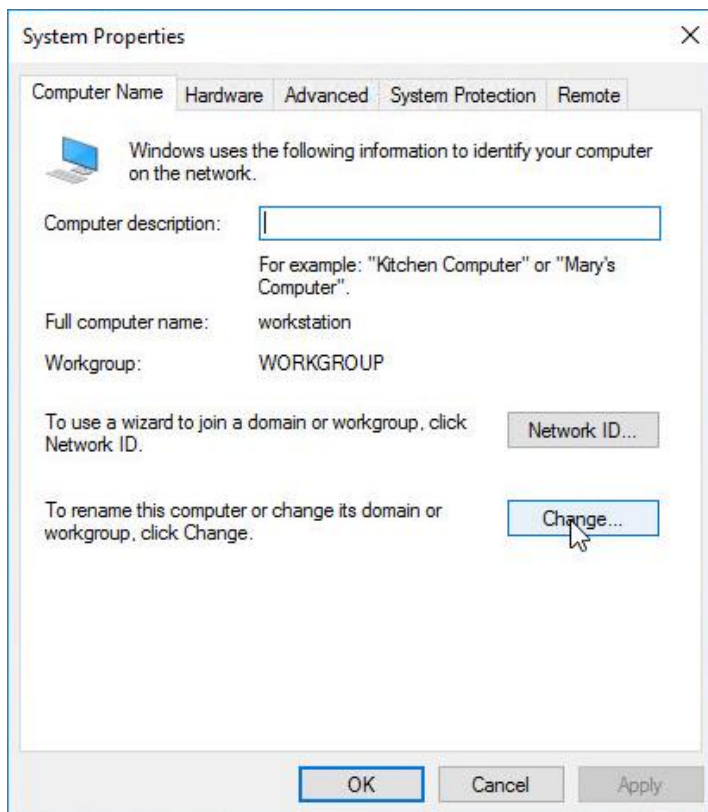 System Properties
Computer Name Hardware Advanced System Protection Remote
Windows uses the following information to identify your computer
on the network.
Computer description:
For example: "Kitchen Computer" or "Mary's
Computer".
Full computer name: workstation
Workgroup: WORKGROUP
To use a wizard to join a domain or workgroup, click
Network ID.
Network ID...
To rename this computer or change its domain or
workgroup, click Change.
Change...
OK Cancel Apply